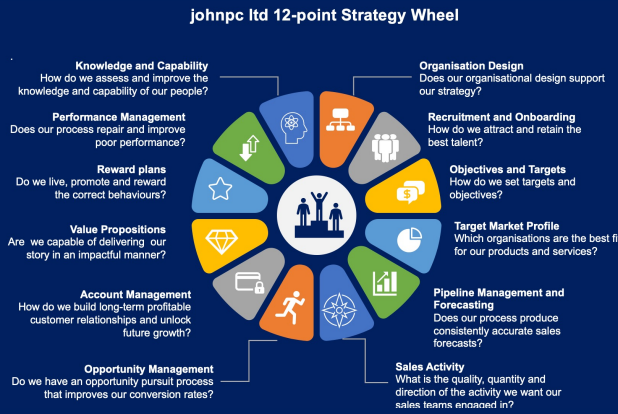 johnpc ltd 12-point Strategy Wheel
Knowledge and Capability
How do we assess and improve the
knowledge and capability of our people?
Performance Management
Does our process repair and improve
poor performance?
Reward plans
Do we live, promote and reward
the correct behaviours?
Value Propositions
Are we capable of delivering our
story in an impactful manner?
Account Management
How do we build long-term profitable
customer relationships and unlock
future growth?
Opportunity Management
Do we have an opportunity pursuit process
that improves our conversion rates?
Organisation Design
Does our organisational design support
our strategy?
Recruitment and Onboarding
How do we attract and retain the
best talent?
Objectives and Targets
How do we set targets and
objectives?
$
Target Market Profile
Which organisations are the best fi
for our products and services?
Pipeline Management and
Forecasting
Does our process produce
consistently accurate sales
forecasts?
Sales Activity
What is the quality, quantity and
direction of the activity we want our
sales teams engaged in?